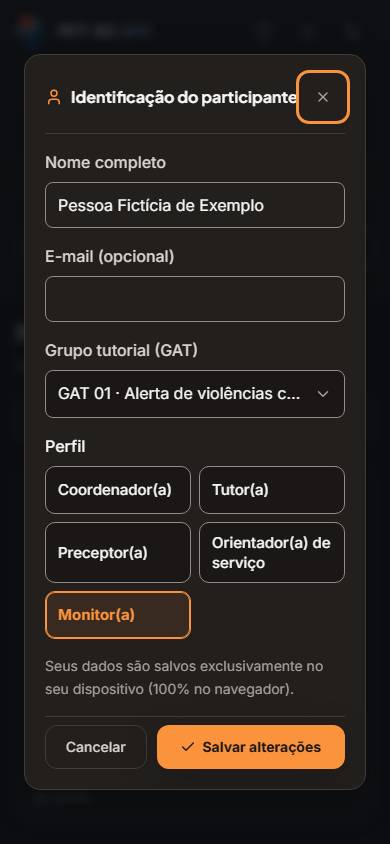 Identificação do participante
Nome completo
Pessoa Fictícia de Exemplo
E-mail (opcional)
Grupo tutorial (GAT)
GAT 01 · Alerta de violências c...
Perfil
Coordenador(a)
Tutor(a)
Preceptor(a)
Orientador(a) de
serviço
Monitor(a)
Seus dados são salvos exclusivamente no
seu dispositivo (100% no navegador).
Cancelar
Salvar alterações